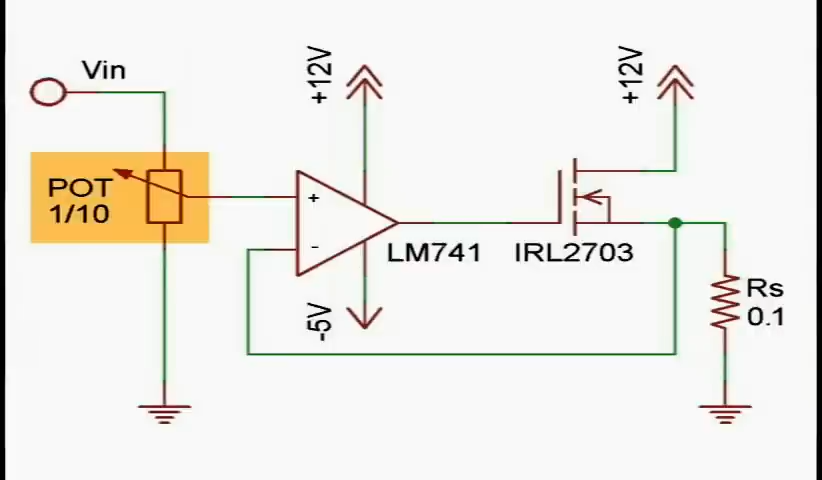 Vin
+12V
+12V
POT
1/10
+
-
LM741
IRL2703
-5V
Rs
0.1